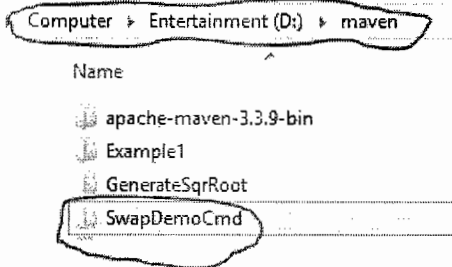 Computer ▸ Entertainment (D:) ▸ maven
Name
apache-maven-3.3.9-bin
Example1
GenerateSqrRoot
SwapDemoCmd